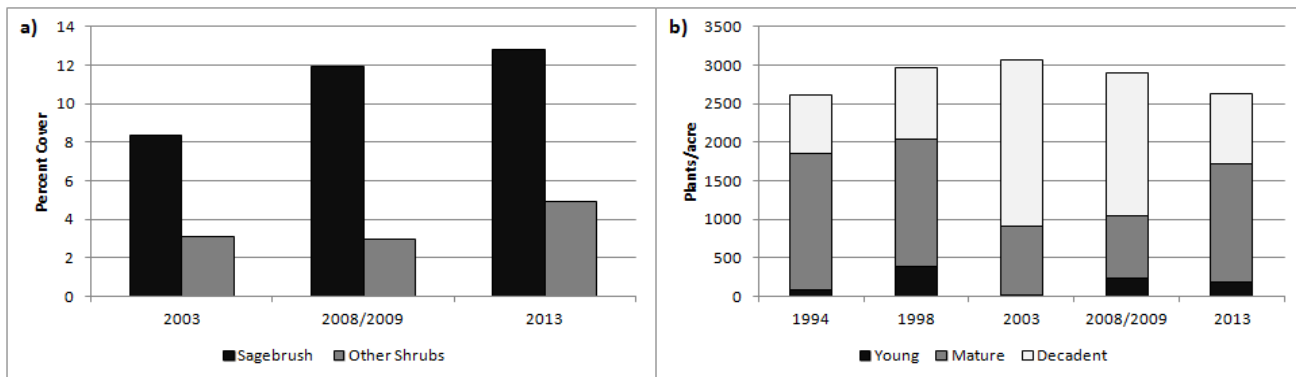 a)
14
12
10
8
6
4
2
0
Percent Cover
2003 2008/2009 2013
Sagebrush Other Shrubs
b)
3500
3000
2500
2000
1500
1000
500
0
Plants/acre
1994 1998 2003 2008/2009 2013
Young Mature Decadent